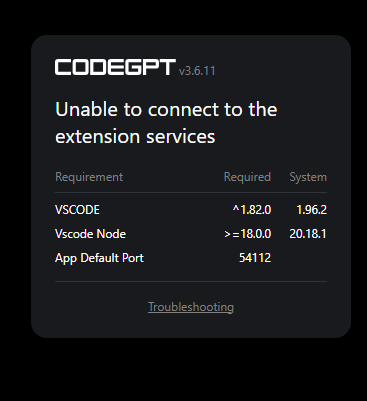 CODEGPT v3.6.11
Unable to connect to the
extension services
Requirement Required System
VSCODE ^1.82.0 1.96.2
Vscode Node >=18.0.0 20.18.1
App Default Port 54112
Troubleshooting